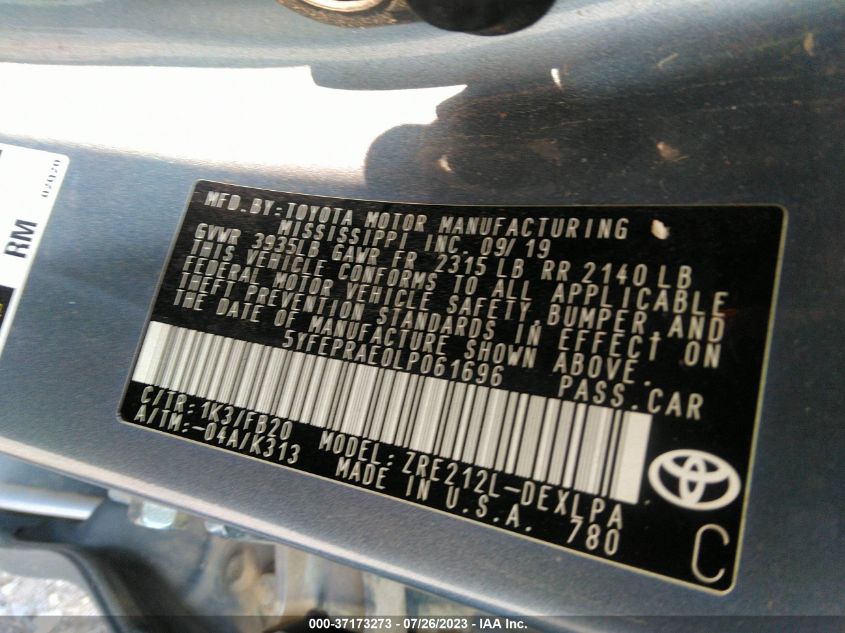 RM
02020
MFD.BY:TOYOTA MOTOR MANUFACTURING
MISSISSIPPI INC 09/19
GVWR 3935LB GAWR FR 2315 LB RR 2140 LB
THIS VEHICLE CONFORMS TO ALL APPLICABLE
FEDERAL MOTOR VEHICLE SAFETY, BUMPER, AND
THEFT PREVENTION STANDARDS IN EFFECT ON
THE DATE OF MANUFACTURE SHOWN ABOVE.
5YFEPRAE0LP061696 PASS.CAR
C/TR:1K3/FB20
A/TM:-04A/K313
MODEL:ZRE212L-DEXLPA
MADE IN U.S.A. 780
C
000-37173273 - 07/26/2023 - IAA Inc.